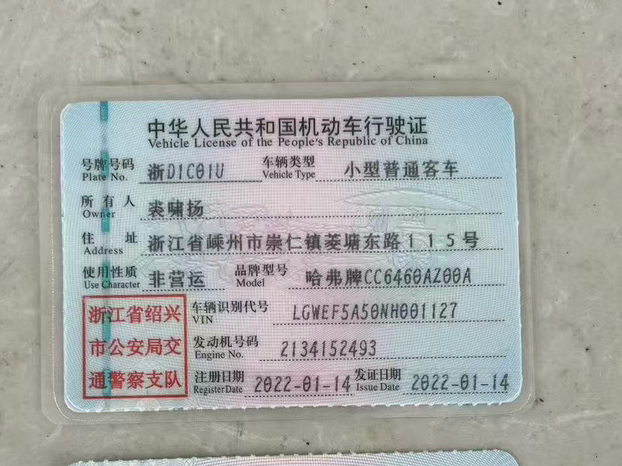 中华人民共和国机动车行驶证
Vehicle License of the People's Republic of China
号牌号码 浙D1C01U 车辆类型 小型普通客车
Plate No. Vehicle Type
所有人 裘啸扬
Owner
住址 浙江省嵊州市崇仁镇菱塘东路115号
Address
使用性质 非营运 品牌型号 哈弗牌CC6460AZ00A
Use Character Model
浙江省绍兴
市公安局交
通警察支队
车辆识别代号 LGWEF5A50NH001127
VIN
发动机号码 2134152493
Engine No.
注册日期 2022-01-14 发证日期 2022-01-14
Register Date Issue Date